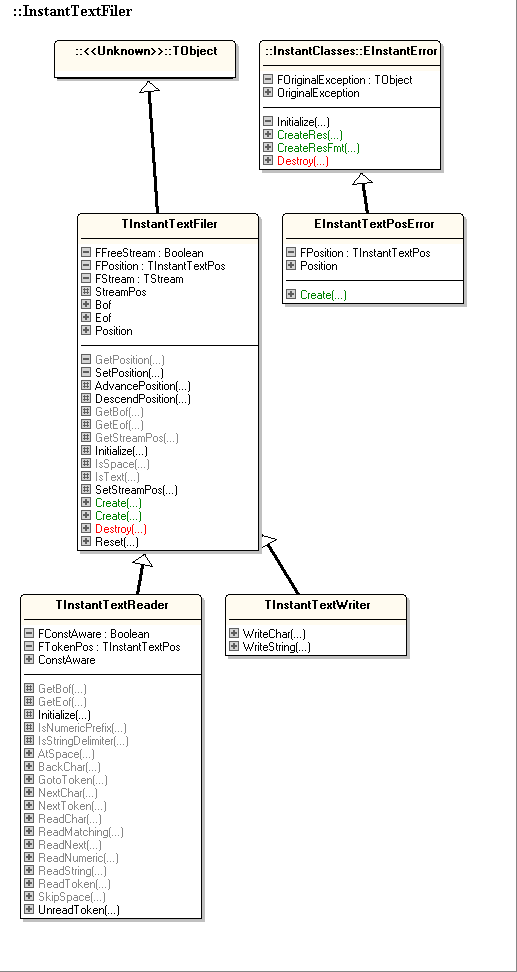 ::InstantTextFiler
::<<Unknown>>::TObject
::InstantClasses::EInstantError
FOriginalException : TObject
OriginalException
Initialize(...)
CreateRes(...)
CreateResFmt(...)
Destroy(...)
TInstantTextFiler
FFreeStream : Boolean
FPosition : TInstantTextPos
FStream : TStream
StreamPos
Bof
Eof
Position
GetPosition(...)
SetPosition(...)
AdvancePosition(...)
DescendPosition(...)
GetBof(...)
GetEof(...)
GetStreamPos(...)
Initialize(...)
IsSpace(...)
IsText(...)
SetStreamPos(...)
Create(...)
Create(...)
Destroy(...)
Reset(...)
EInstantTextPosError
FPosition : TInstantTextPos
Position
Create(...)
TInstantTextReader
FConstAware : Boolean
FTokenPos : TInstantTextPos
ConstAware
GetBof(...)
GetEof(...)
Initialize(...)
IsNumericPrefix(...)
IsStringDelimiter(...)
AtSpace(...)
BackChar(...)
GotoToken(...)
NextChar(...)
NextToken(...)
ReadChar(...)
ReadMatching(...)
ReadNext(...)
ReadNumeric(...)
ReadString(...)
ReadToken(...)
SkipSpace(...)
UnreadToken(...)
TInstantTextWriter
WriteChar(...)
WriteString(...)